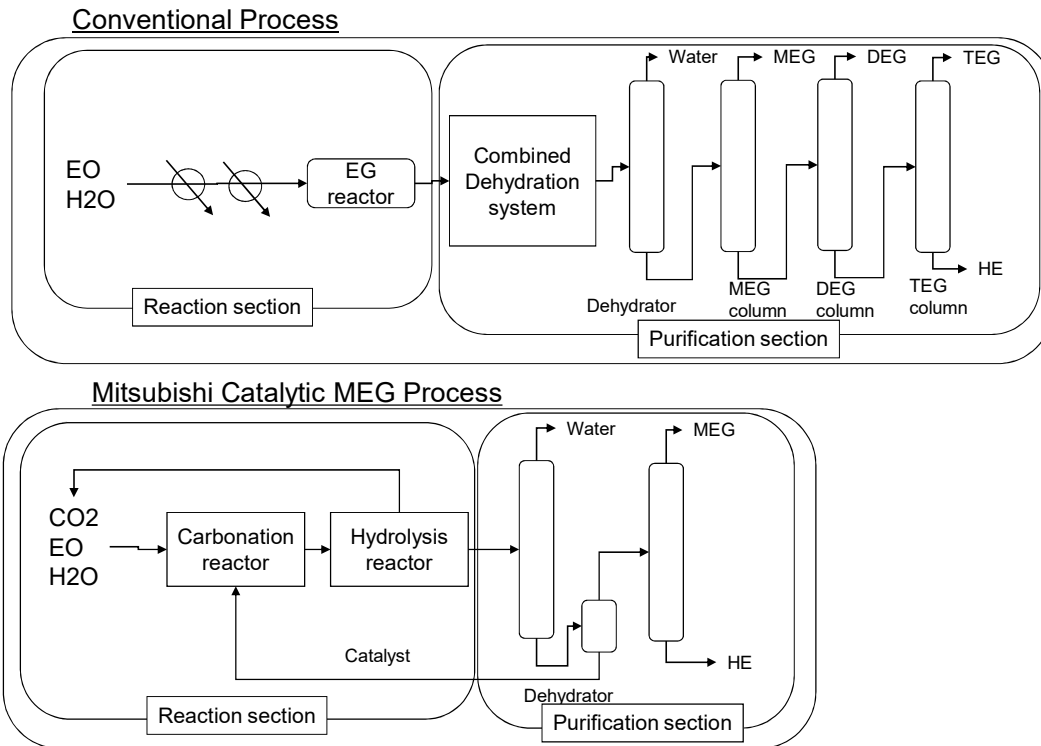 Conventional Process
Water
MEG
DEG
TEG
EO
H2O
EG
reactor
Combined
Dehydration
system
HE
Dehydrator
MEG
column
DEG
column
TEG
column
Reaction section
Purification section
Mitsubishi Catalytic MEG Process
Water
MEG
CO2
EO
H2O
Carbonation
reactor
Hydrolysis
reactor
Catalyst
HE
Dehydrator
Reaction section
Purification section